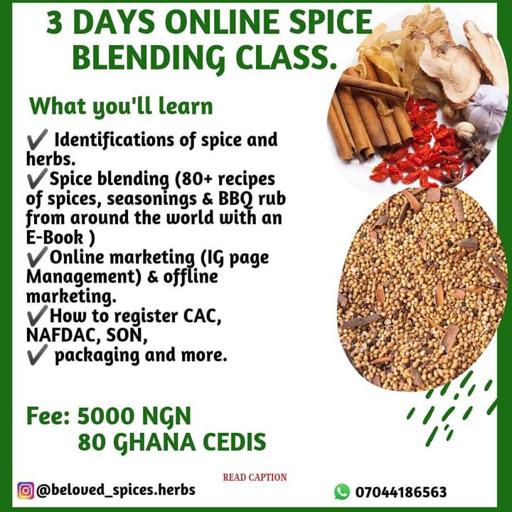 3 DAYS ONLINE SPICE
BLENDING CLASS.
What you'll learn
✔ Identifications of spice and
herbs.
✔Spice blending (80+ recipes
of spices, seasonings & BBQ rub
from around the world with an
E-Book )
✔Online marketing (IG page
Management) & offline
marketing.
✔How to register CAC,
NAFDAC, SON,
✔ packaging and more.
Fee: 5000 NGN
80 GHANA CEDIS
READ CAPTION
@beloved_spices.herbs
07044186563